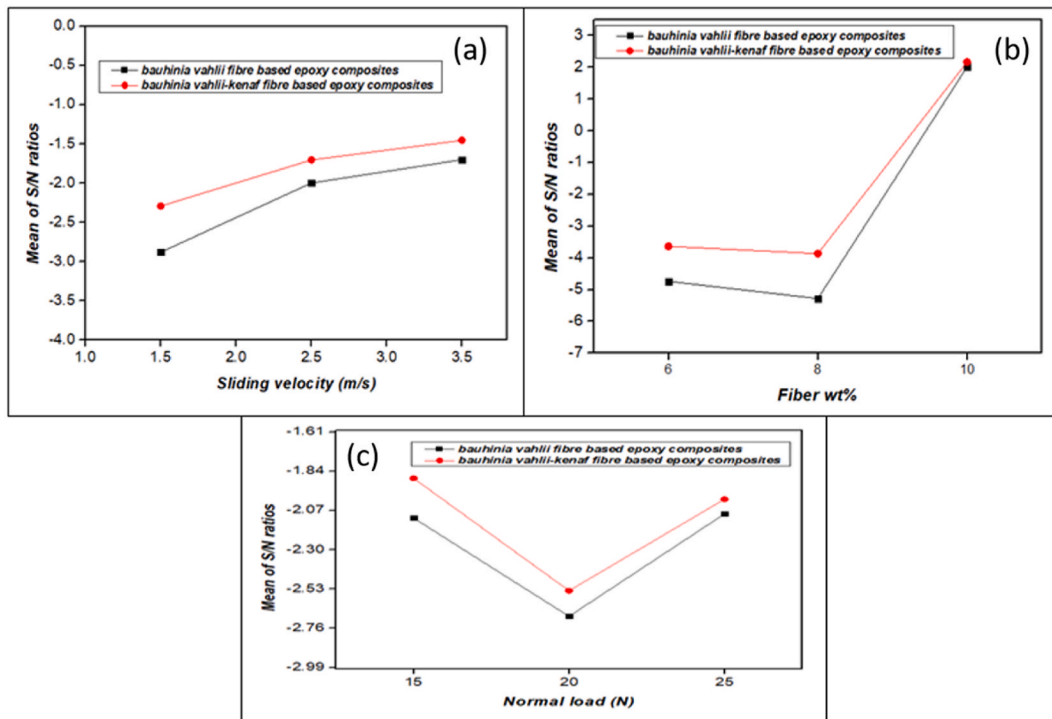 (a)
bauhinia vahlii fibre based epoxy composites
bauhinia vahlii-kenaf fibre based epoxy composites
Mean of S/N ratios
0.0
-0.5
-1.0
-1.5
-2.0
-2.5
-3.0
-3.5
-4.0
1.0 1.5 2.0 2.5 3.0 3.5
Sliding velocity (m/s)
(b)
bauhinia vahlii fibre based epoxy composites
bauhinia vahlii-kenaf fibre based epoxy composites
Mean of S/N ratios
3
2
1
0
-1
-2
-3
-4
-5
-6
-7
6 8 10
Fiber wt%
(c)
bauhinia vahlii fibre based epoxy composites
bauhinia vahlii-kenaf fibre based epoxy composites
Mean of S/N ratios
-1.61
-1.84
-2.07
-2.30
-2.53
-2.76
-2.99
15 20 25
Normal load (N)